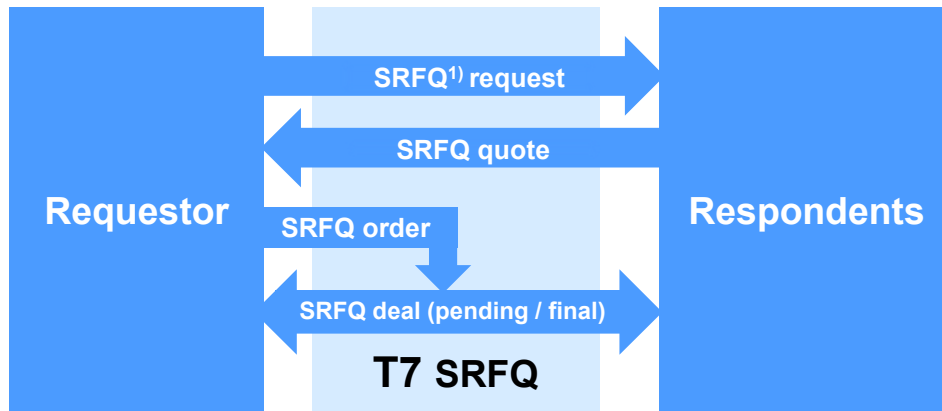 SRFQ1) request
SRFQ quote
Requestor
Respondents
SRFQ order
SRFQ deal (pending / final)
T7 SRFQ